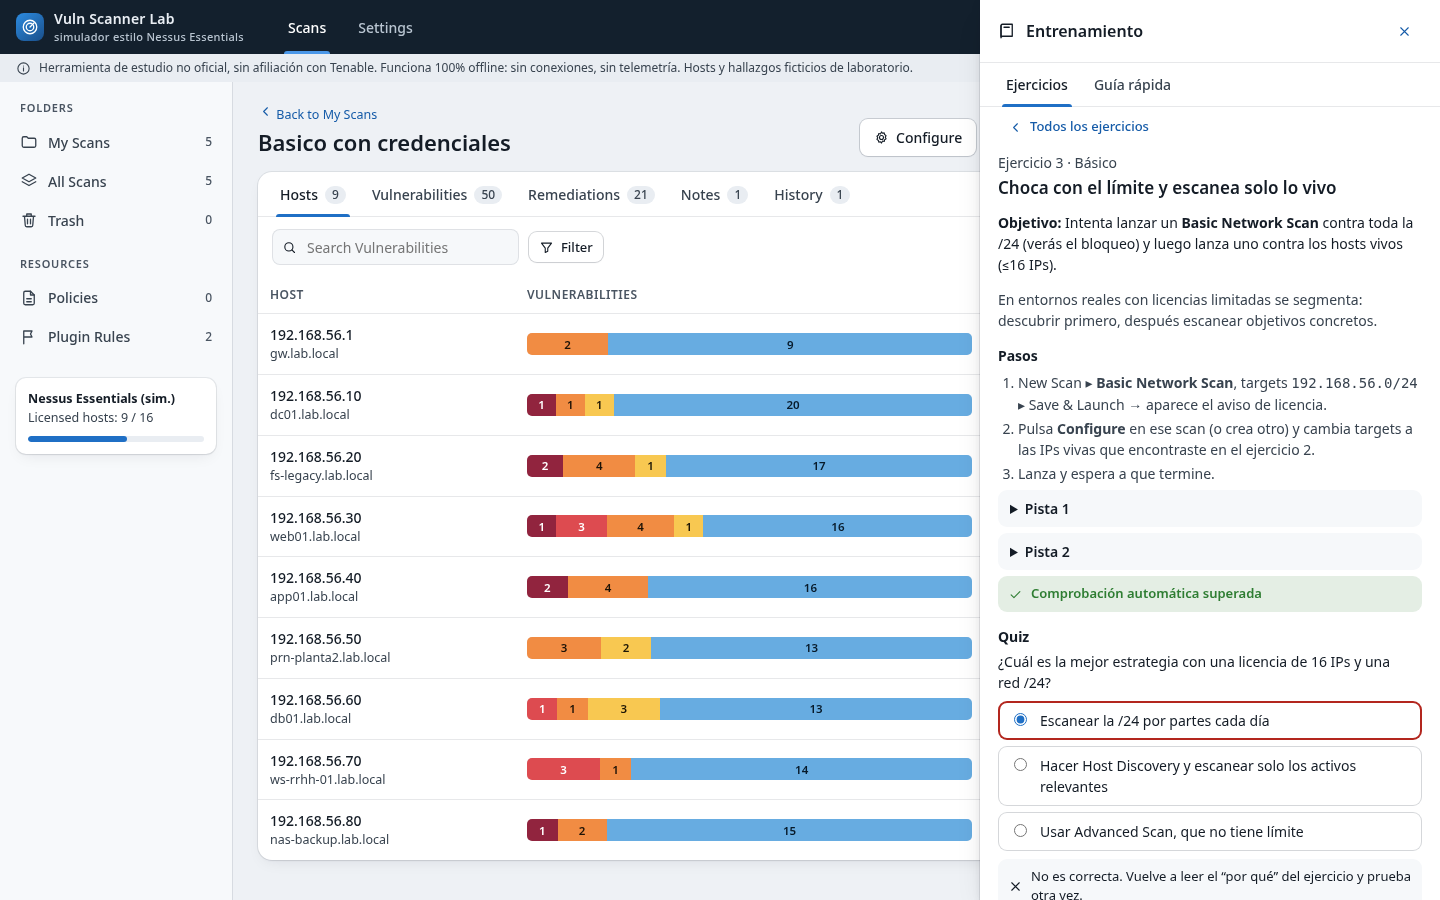 Vuln Scanner Lab
simulador estilo Nessus Essentials
Scans
Settings
Herramienta de estudio no oficial, sin afiliación con Tenable. Funciona 100% offline: sin conexiones, sin telemetría. Hosts y hallazgos ficticios de laboratorio.
FOLDERS
My Scans 5
All Scans 5
Trash 0
RESOURCES
Policies 0
Plugin Rules 2
Nessus Essentials (sim.)
Licensed hosts: 9 / 16
Back to My Scans
Basico con credenciales
Configure
Hosts 9 Vulnerabilities 50 Remediations 21 Notes 1 History 1
Search Vulnerabilities
Filter
HOST VULNERABILITIES
192.168.56.1
gw.lab.local
2 9
192.168.56.10
dc01.lab.local
1 1 1 20
192.168.56.20
fs-legacy.lab.local
2 4 1 17
192.168.56.30
web01.lab.local
1 3 4 1 16
192.168.56.40
app01.lab.local
2 4 16
192.168.56.50
prn-planta2.lab.local
3 2 13
192.168.56.60
db01.lab.local
1 1 3 13
192.168.56.70
ws-rrhh-01.lab.local
3 1 14
192.168.56.80
nas-backup.lab.local
1 2 15
Entrenamiento
Ejercicios
Guía rápida
Todos los ejercicios
Ejercicio 3 · Básico
Choca con el límite y escanea solo lo vivo
Objetivo: Intenta lanzar un Basic Network Scan contra toda la
/24 (verás el bloqueo) y luego lanza uno contra los hosts vivos
(≤16 IPs).
En entornos reales con licencias limitadas se segmenta:
descubrir primero, después escanear objetivos concretos.
Pasos
1. New Scan ▸ Basic Network Scan, targets 192.168.56.0/24
▸ Save & Launch → aparece el aviso de licencia.
2. Pulsa Configure en ese scan (o crea otro) y cambia targets a
las IPs vivas que encontraste en el ejercicio 2.
3. Lanza y espera a que termine.
Pista 1
Pista 2
Comprobación automática superada
Quiz
¿Cuál es la mejor estrategia con una licencia de 16 IPs y una
red /24?
Escanear la /24 por partes cada día
Hacer Host Discovery y escanear solo los activos
relevantes
Usar Advanced Scan, que no tiene límite
No es correcta. Vuelve a leer el “por qué” del ejercicio y prueba
otra vez.